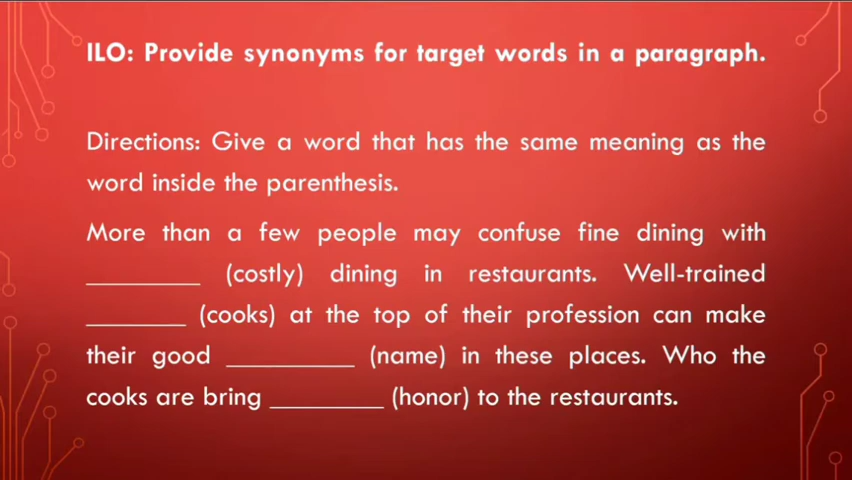 ILO: Provide synonyms for target words in a paragraph.
Directions: Give a word that has the same meaning as the
word inside the parenthesis.
More than a few people may confuse fine dining with
_________ (costly) dining in restaurants. Well-trained
________ (cooks) at the top of their profession can make
their good __________ (name) in these places. Who the
cooks are bring _________ (honor) to the restaurants.